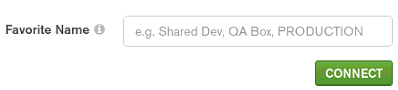 Favorite Name e.g. Shared Dev, QA Box, PRODUCTION
CONNECT